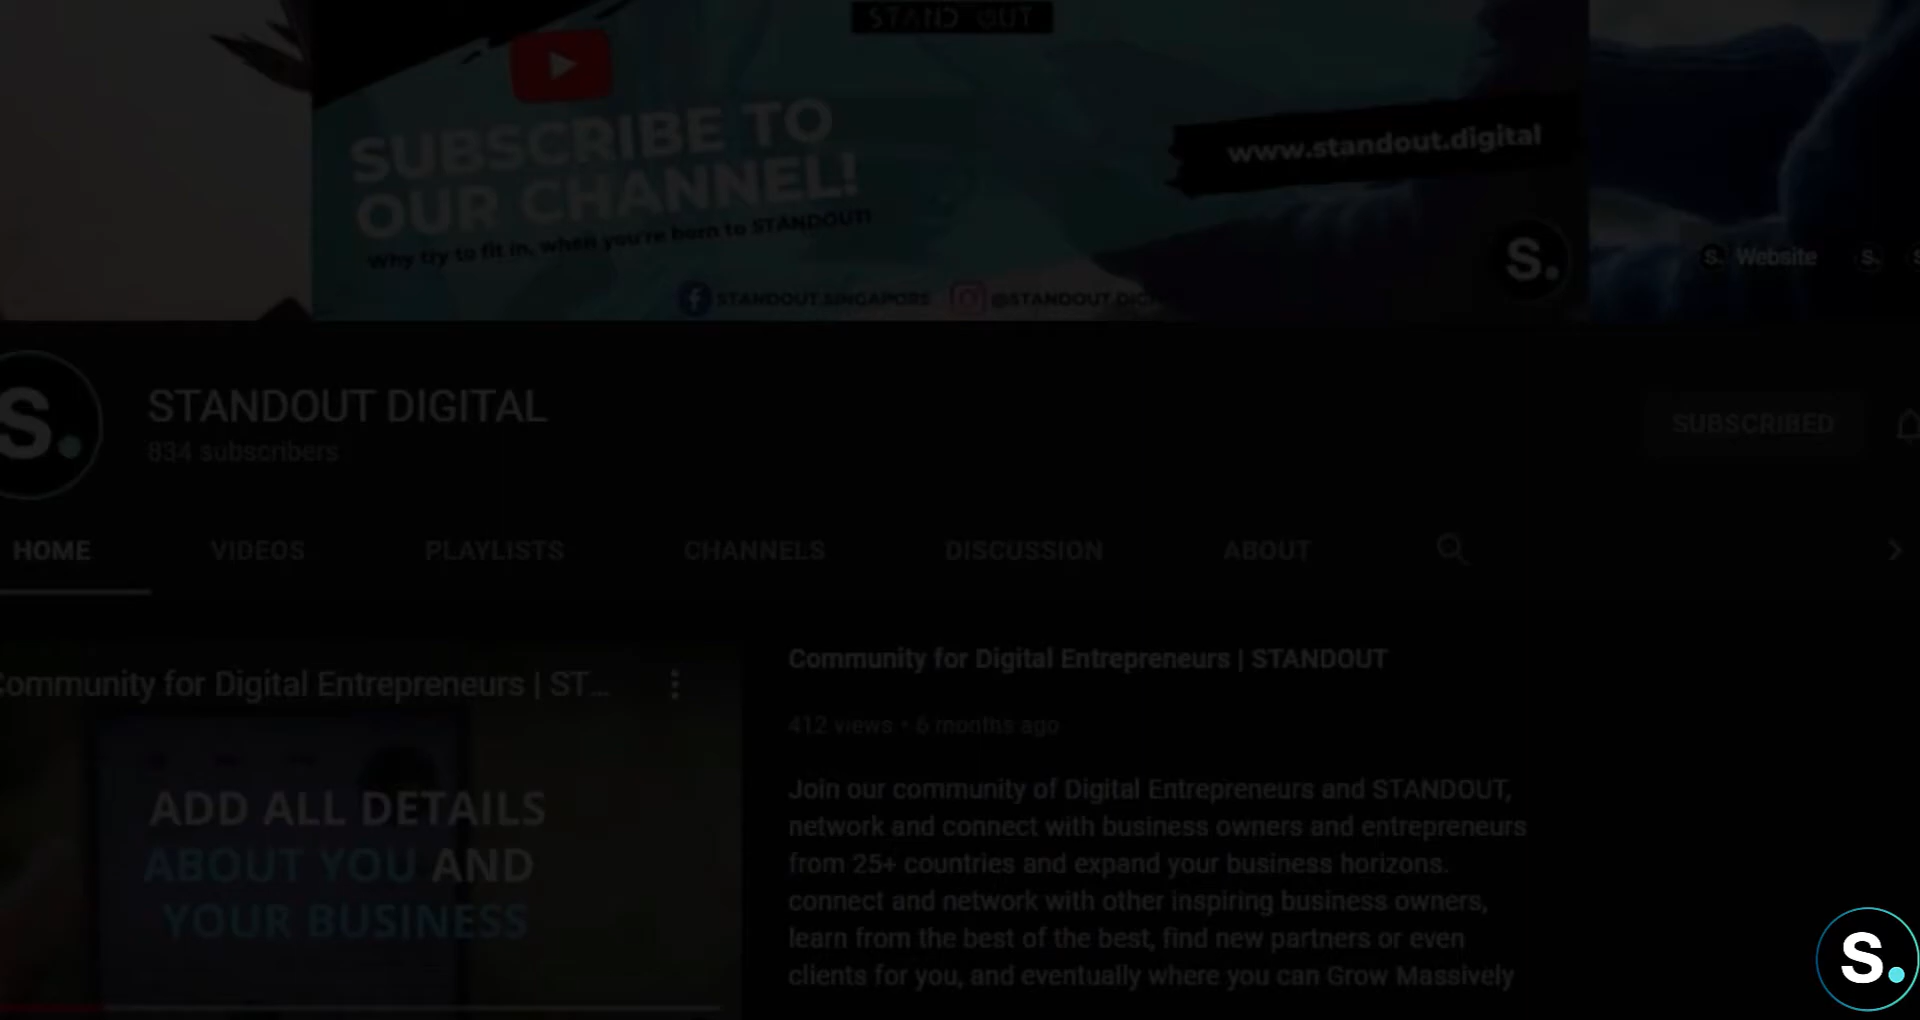 STAND OUT
SUBSCRIBE TO
OUR CHANNEL!
Why try to fit in, when you're born to STANDOUT!
www.standout.digital
S.
S. Website
S.
STANDOUT.SINGAPORE
@STANDOUT.DIGI
S.
STANDOUT DIGITAL
834 subscribers
SUBSCRIBED
HOME VIDEOS PLAYLISTS CHANNELS DISCUSSION ABOUT
Community for Digital Entrepreneurs | ST...
ADD ALL DETAILS
ABOUT YOU AND
YOUR BUSINESS
Community for Digital Entrepreneurs | STANDOUT
412 views • 6 months ago
Join our community of Digital Entrepreneurs and STANDOUT,
network and connect with business owners and entrepreneurs
from 25+ countries and expand your business horizons.
connect and network with other inspiring business owners,
learn from the best of the best, find new partners or even
clients for you, and eventually where you can Grow Massively
S.